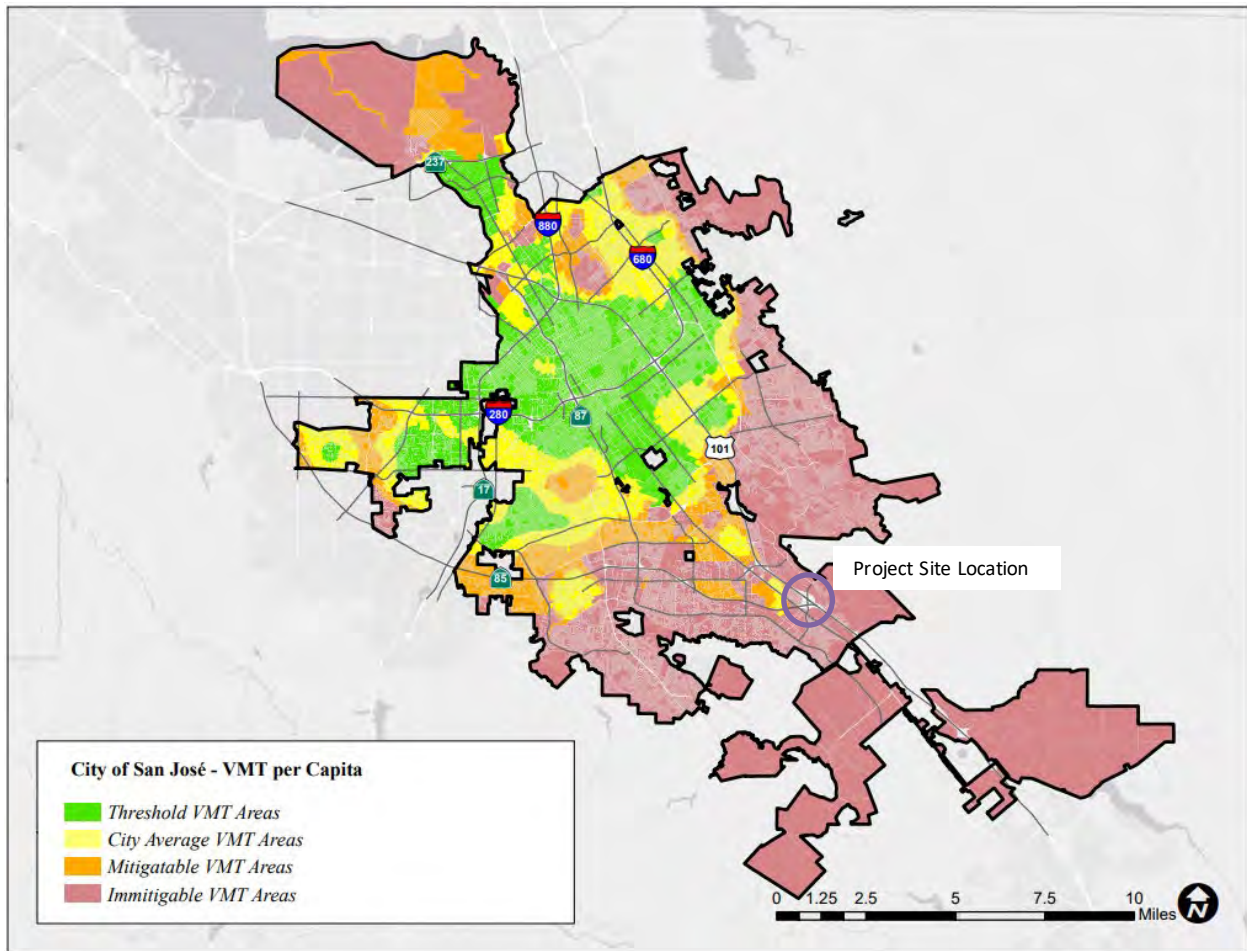 237
880
680
280
87
101
17
85
Project Site Location
City of San José - VMT per Capita
Threshold VMT Areas
City Average VMT Areas
Mitigatable VMT Areas
Immitigable VMT Areas
0 1.25 2.5 5 7.5 10
Miles
N